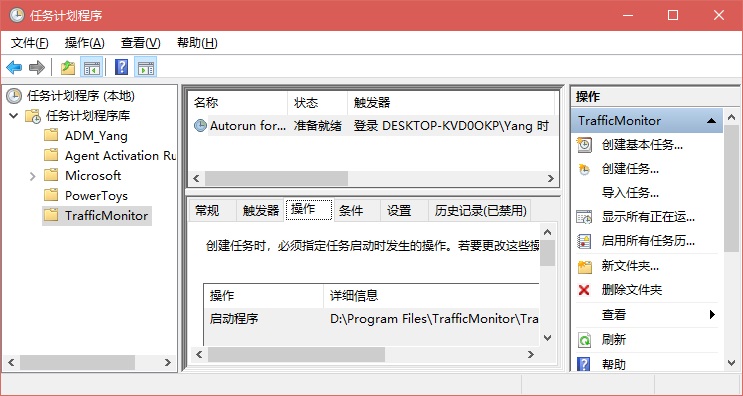 任务计划程序
文件(F) 操作(A) 查看(V) 帮助(H)
任务计划程序 (本地)
任务计划程序库
ADM_Yang
Agent Activation Ru
Microsoft
PowerToys
TrafficMonitor
名称 状态 触发器
Autorun for... 准备就绪 登录 DESKTOP-KVD0OKP\Yang 时
常规 触发器 操作 条件 设置 历史记录(已禁用)
创建任务时，必须指定任务启动时发生的操作。若要更改这些操
操作 详细信息
启动程序 D:\Program Files\TrafficMonitor\Tra
操作
TrafficMonitor
创建基本任务...
创建任务...
导入任务...
显示所有正在运...
启用所有任务历...
新文件夹...
删除文件夹
查看
刷新
帮助